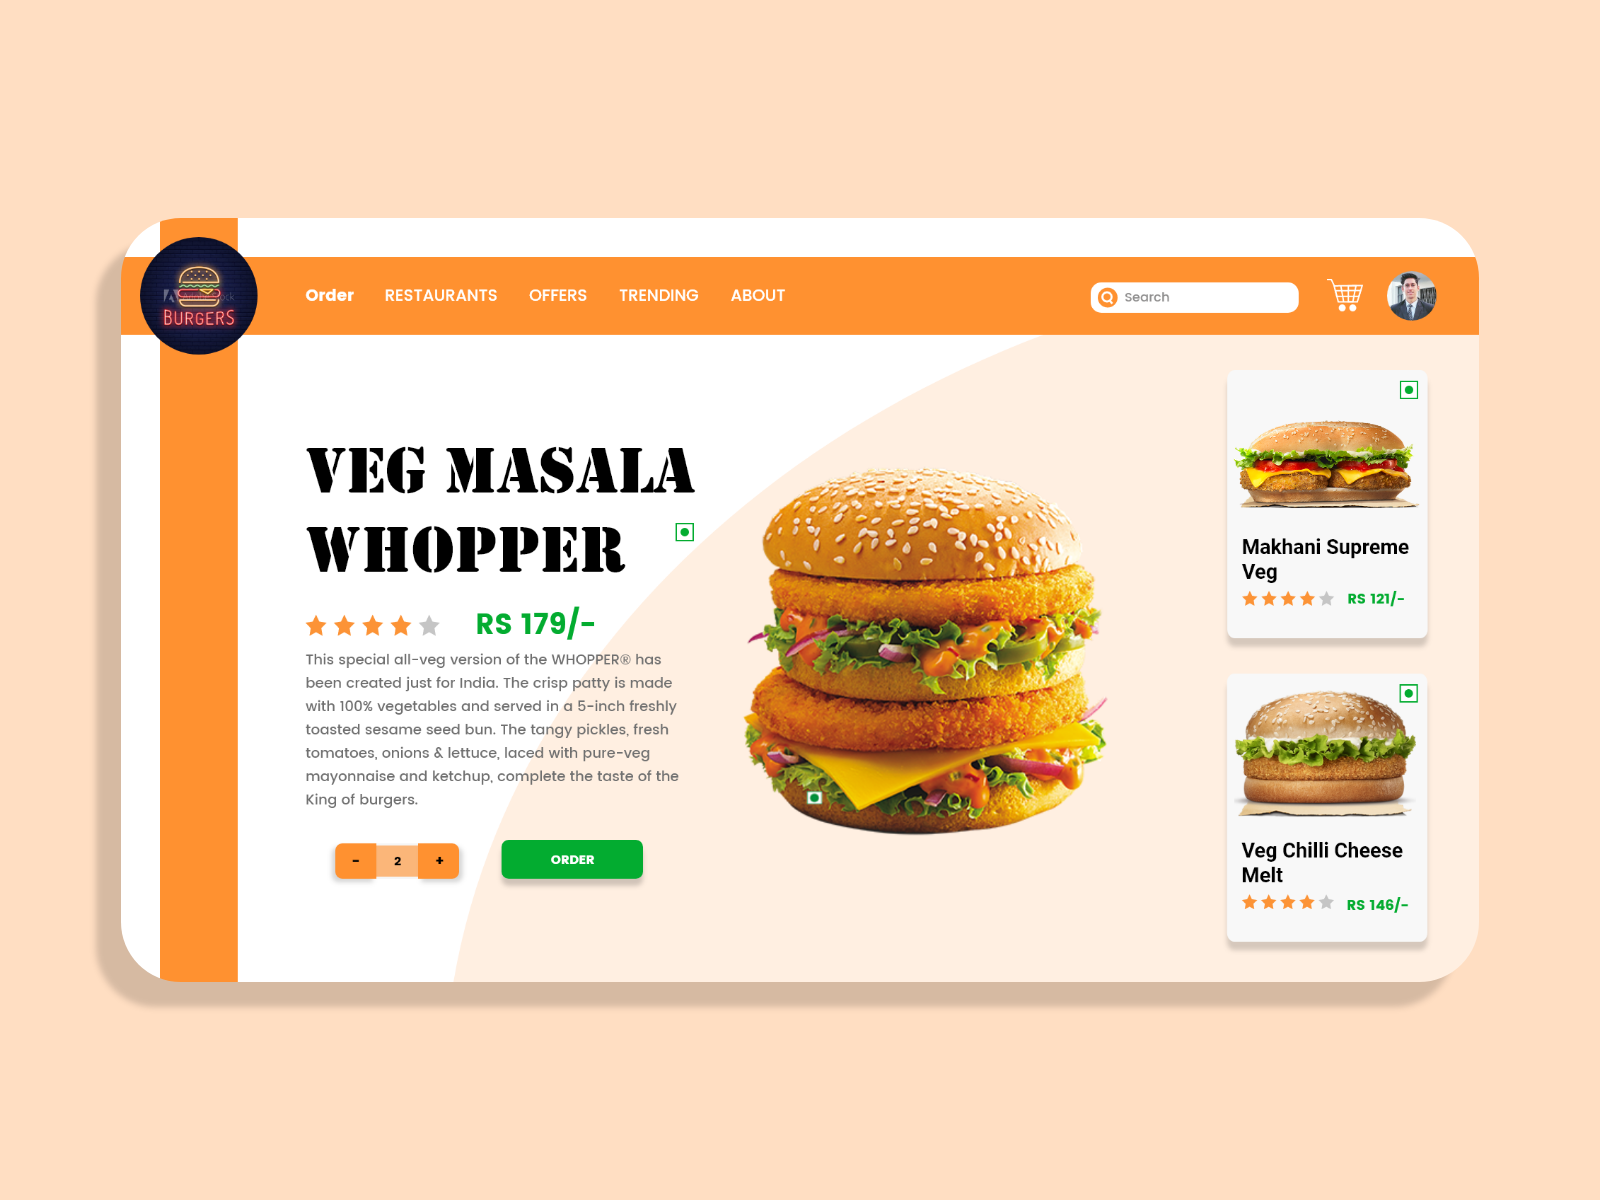 BURGERS
Order RESTAURANTS OFFERS TRENDING ABOUT
Search
VEG MASALA
WHOPPER
RS 179/-
This special all-veg version of the WHOPPER® has
been created just for India. The crisp patty is made
with 100% vegetables and served in a 5-inch freshly
toasted sesame seed bun. The tangy pickles, fresh
tomatoes, onions & lettuce, laced with pure-veg
mayonnaise and ketchup, complete the taste of the
King of burgers.
- 2 +
ORDER
Makhani Supreme
Veg
RS 121/-
Veg Chilli Cheese
Melt
RS 146/-